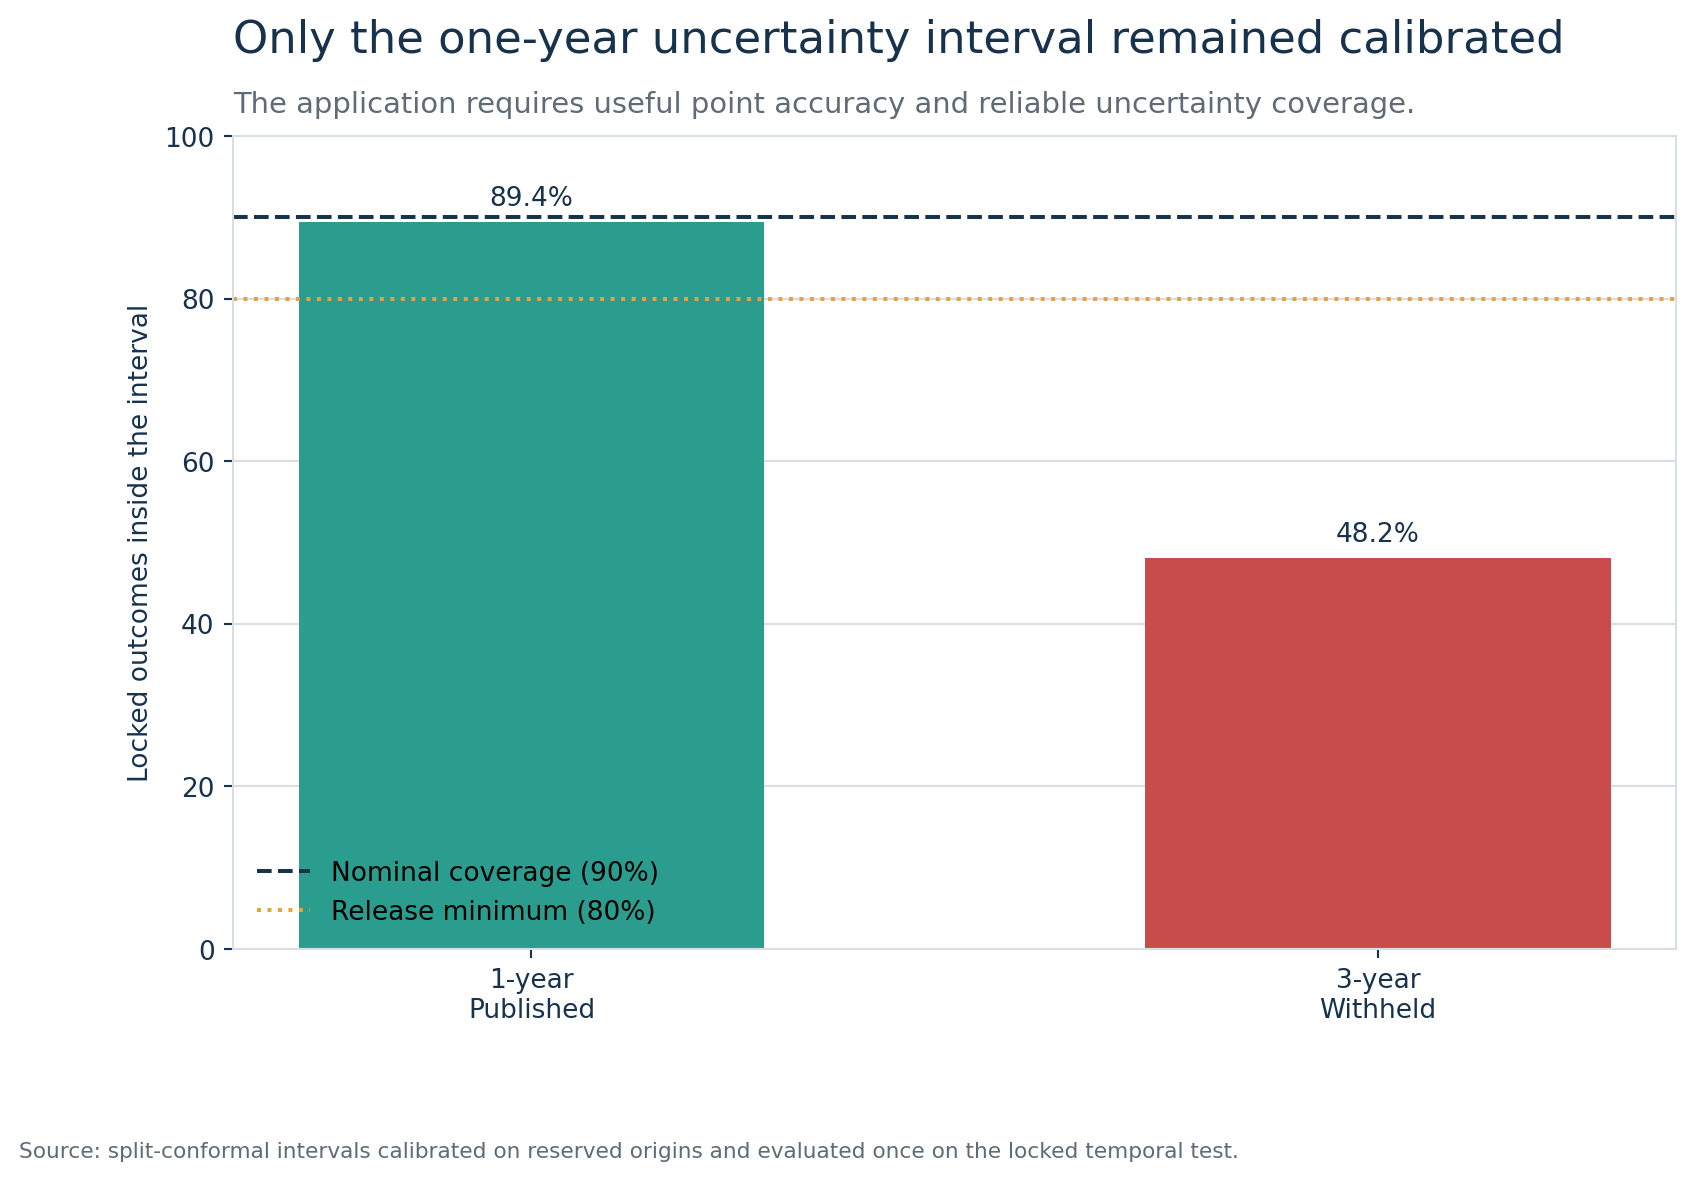 Only the one-year uncertainty interval remained calibrated
The application requires useful point accuracy and reliable uncertainty coverage.
Locked outcomes inside the interval
100
80
60
40
20
0
89.4%
48.2%
Nominal coverage (90%)
Release minimum (80%)
1-year
Published
3-year
Withheld
Source: split-conformal intervals calibrated on reserved origins and evaluated once on the locked temporal test.